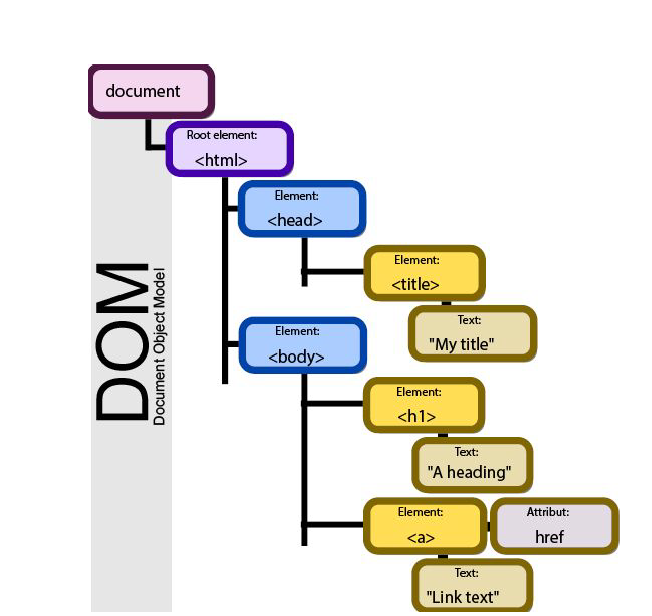 document
Root element:
<html>
Element:
<head>
Element:
<title>
Text:
"My title"
DOM
Document Object Model
Element:
<body>
Element:
<h1>
Text:
"A heading"
Element:
<a>
Attribut:
href
Text:
"Link text"